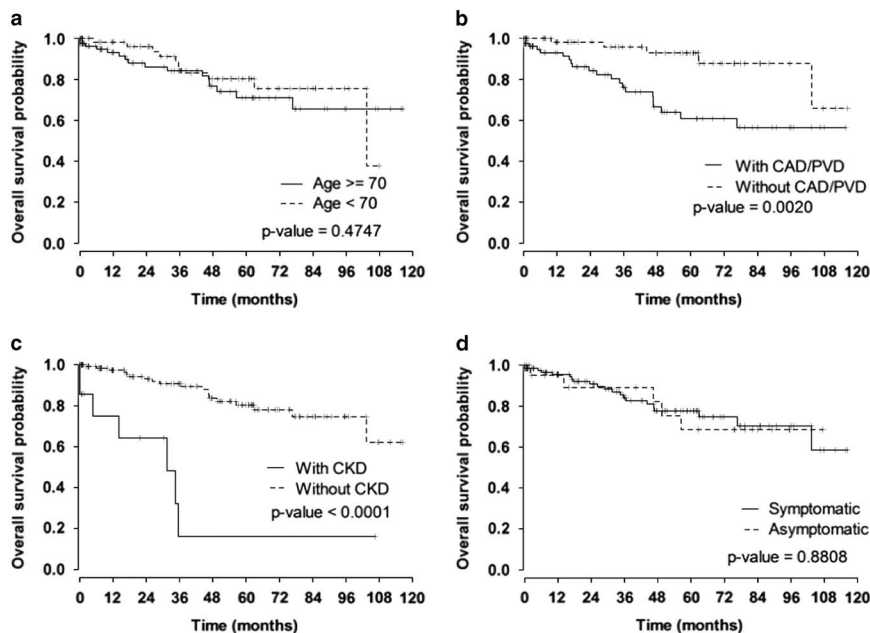 a
Overall survival probability
1.0
0.8
0.6
0.4
0.2
0.0
Age >= 70
Age < 70
p-value = 0.4747
0 12 24 36 48 60 72 84 96 108 120
Time (months)
b
Overall survival probability
1.0
0.8
0.6
0.4
0.2
0.0
With CAD/PVD
Without CAD/PVD
p-value = 0.0020
0 12 24 36 48 60 72 84 96 108 120
Time (months)
c
Overall survival probability
1.0
0.8
0.6
0.4
0.2
0.0
With CKD
Without CKD
p-value < 0.0001
0 12 24 36 48 60 72 84 96 108 120
Time (months)
d
Overall survival probability
1.0
0.8
0.6
0.4
0.2
0.0
Symptomatic
Asymptomatic
p-value = 0.8808
0 12 24 36 48 60 72 84 96 108 120
Time (months)